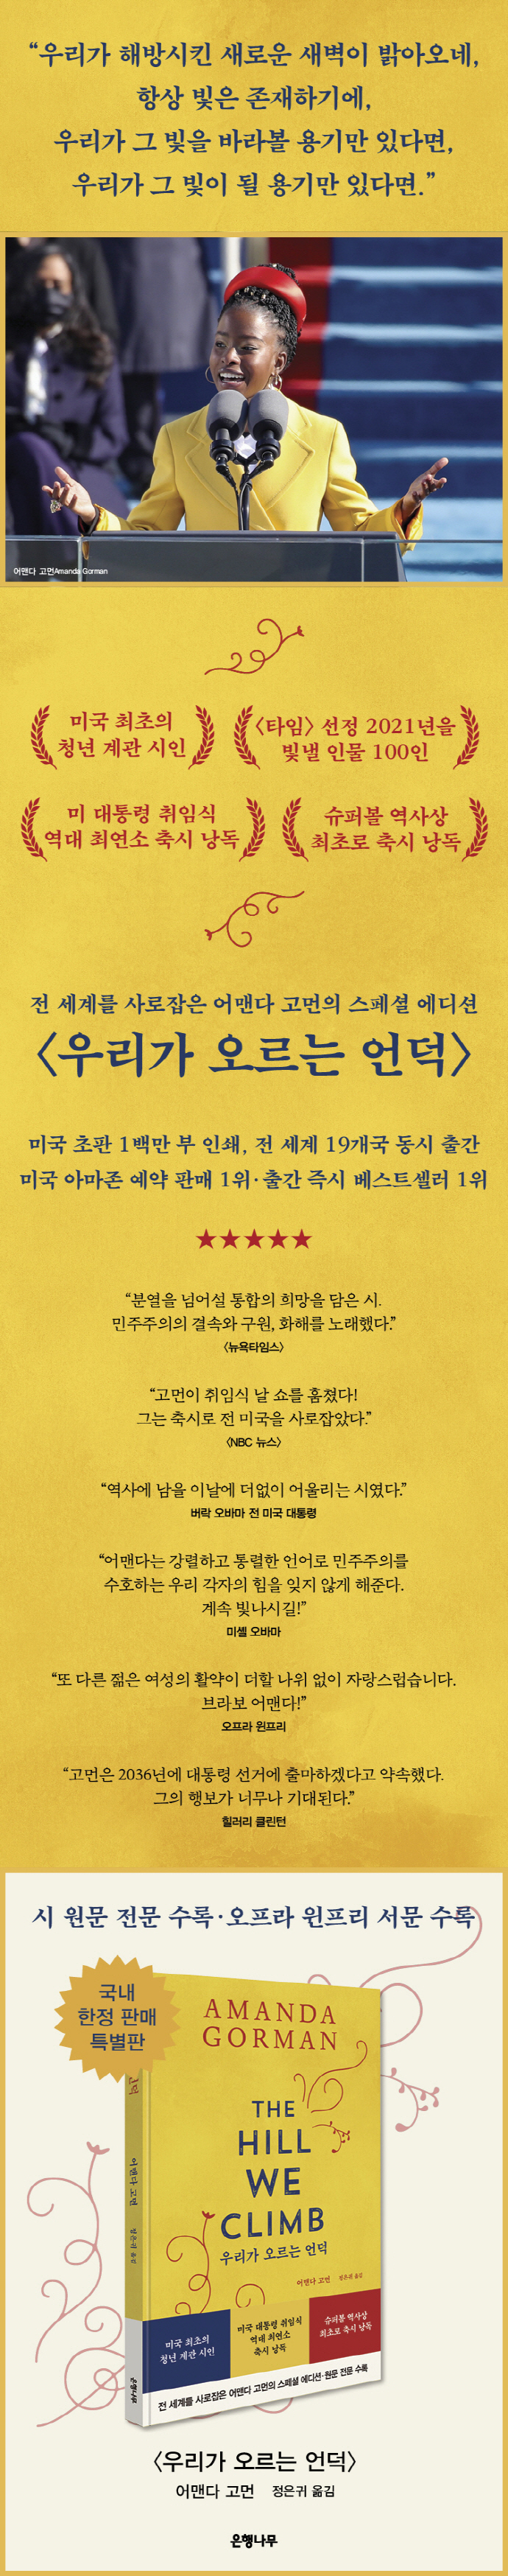 “우리가 해방시킨 새로운 새벽이 밝아오네,
항상 빛은 존재하기에,
우리가 그 빛을 바라볼 용기만 있다면,
우리가 그 빛이 될 용기만 있다면.”
어맨다 고먼Amanda Gorman
미국 최초의
청년 계관 시인
〈타임〉 선정 2021년을
빛낼 인물 100인
미 대통령 취임식
역대 최연소 축시 낭독
슈퍼볼 역사상
최초로 축시 낭독
전 세계를 사로잡은 어맨다 고먼의 스페셜 에디션
〈우리가 오르는 언덕〉
미국 초판 1백만 부 인쇄, 전 세계 19개국 동시 출간
미국 아마존 예약 판매 1위·출간 즉시 베스트셀러 1위
★★★★★
“분열을 넘어설 통합의 희망을 담은 시.
민주주의의 결속와 구원, 화해를 노래했다.”
〈뉴욕타임스〉
“고먼이 취임식 날 쇼를 훔쳤다!
그는 축시로 전 미국을 사로잡았다.”
〈NBC 뉴스〉
“역사에 남을 이날에 더없이 어울리는 시였다.”
버락 오바마 전 미국 대통령
“어맨다는 강렬하고 통렬한 언어로 민주주의를
수호하는 우리 각자의 힘을 잊지 않게 해준다.
계속 빛나시길!”
미셸 오바마
“또 다른 젊은 여성의 활약이 더할 나위 없이 자랑스럽습니다.
브라보 어맨다!”
오프라 윈프리
“고먼은 2036년에 대통령 선거에 출마하겠다고 약속했다.
그의 행보가 너무나 기대된다.”
힐러리 클린턴
시 원문 전문 수록·오프라 윈프리 서문 수록
국내
한정 판매
특별판
AMANDA
GORMAN
THE
HILL
WE
CLIMB
우리가 오르는 언덕
어맨다 고먼 정은귀 옮김
언덕
어맨다 고먼
정은귀 옮김
은행나무
미국 최초의
청년 계관 시인
미국 대통령 취임식
역대 최연소
축시 낭독
슈퍼볼 역사상
최초로 축시 낭독
전 세계를 사로잡은 어맨다 고먼의 스페셜 에디션·원문 전문 수록
〈우리가 오르는 언덕〉
어맨다 고먼 정은귀 옮김
은행나무